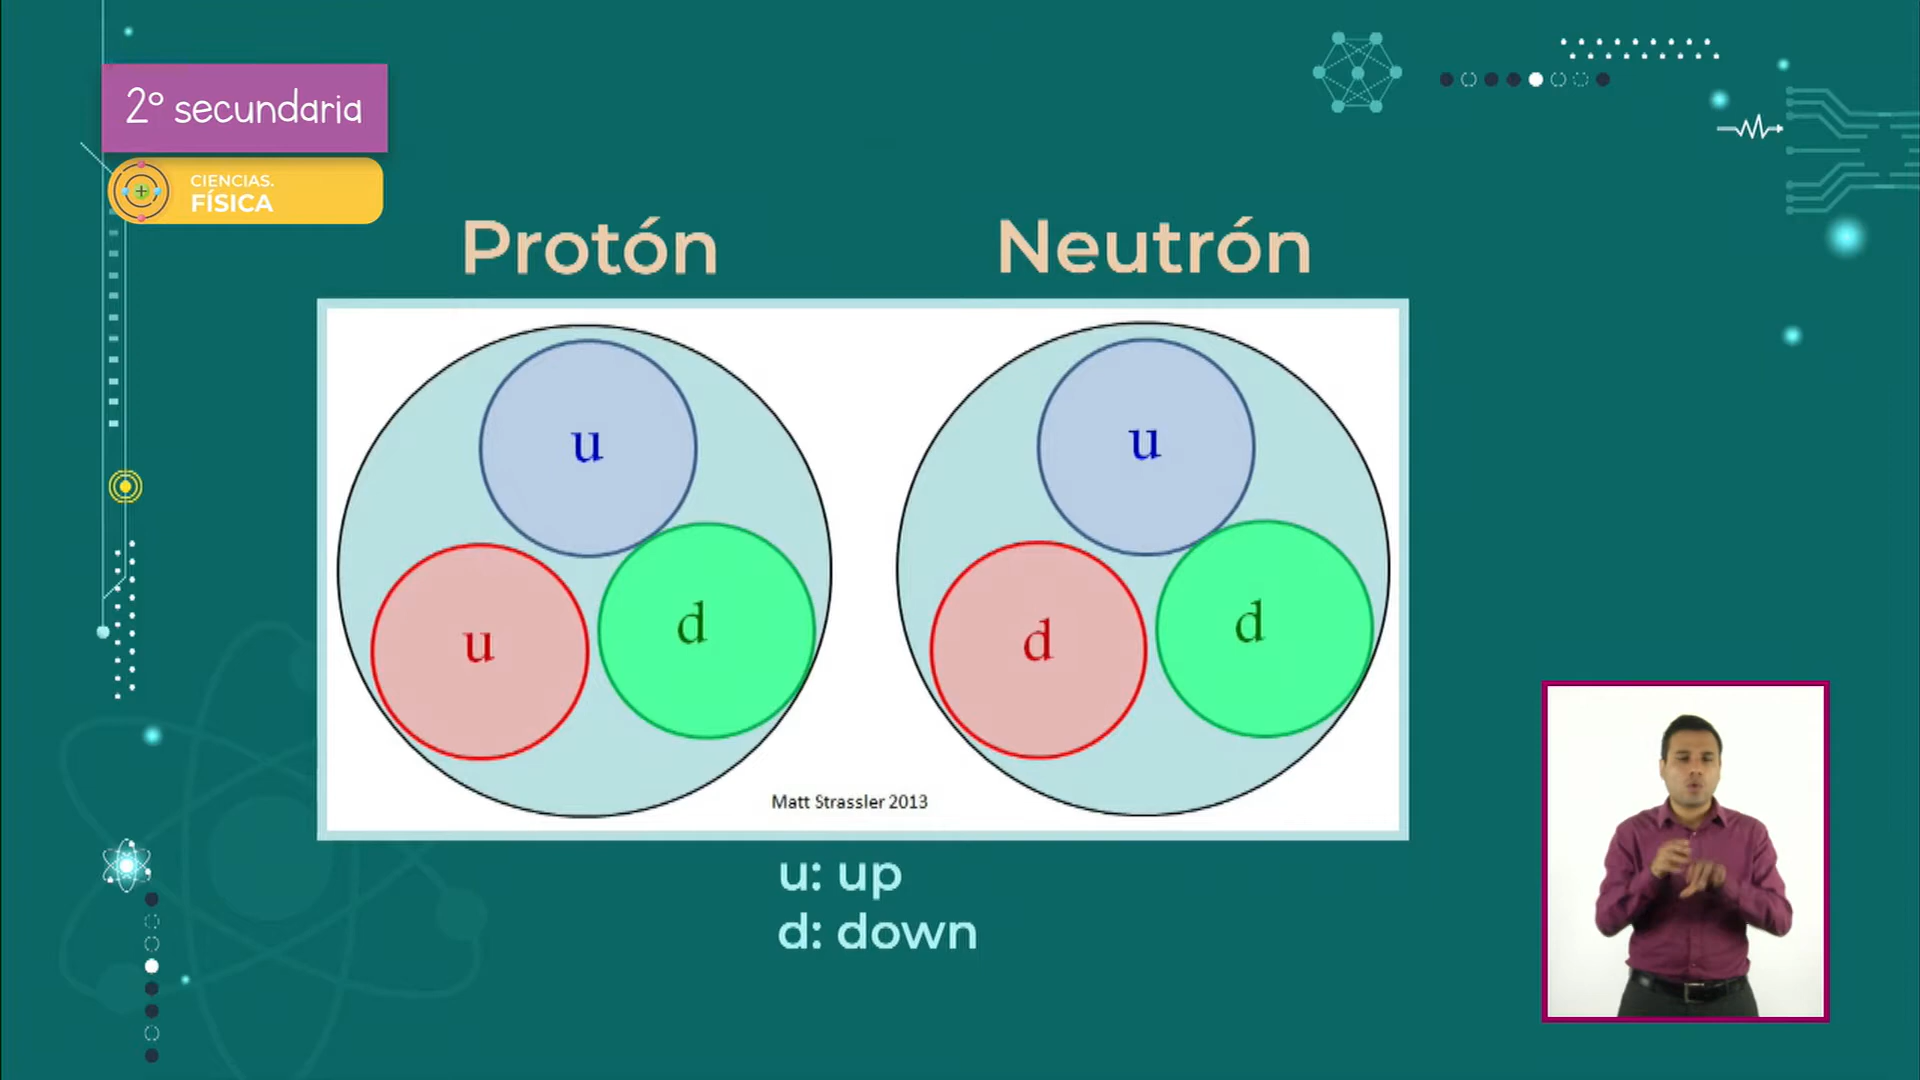 2° secundaria
CIENCIAS.
FÍSICA
Protón
Neutrón
u
u
u
d
d
d
Matt Strassler 2013
u: up
d: down